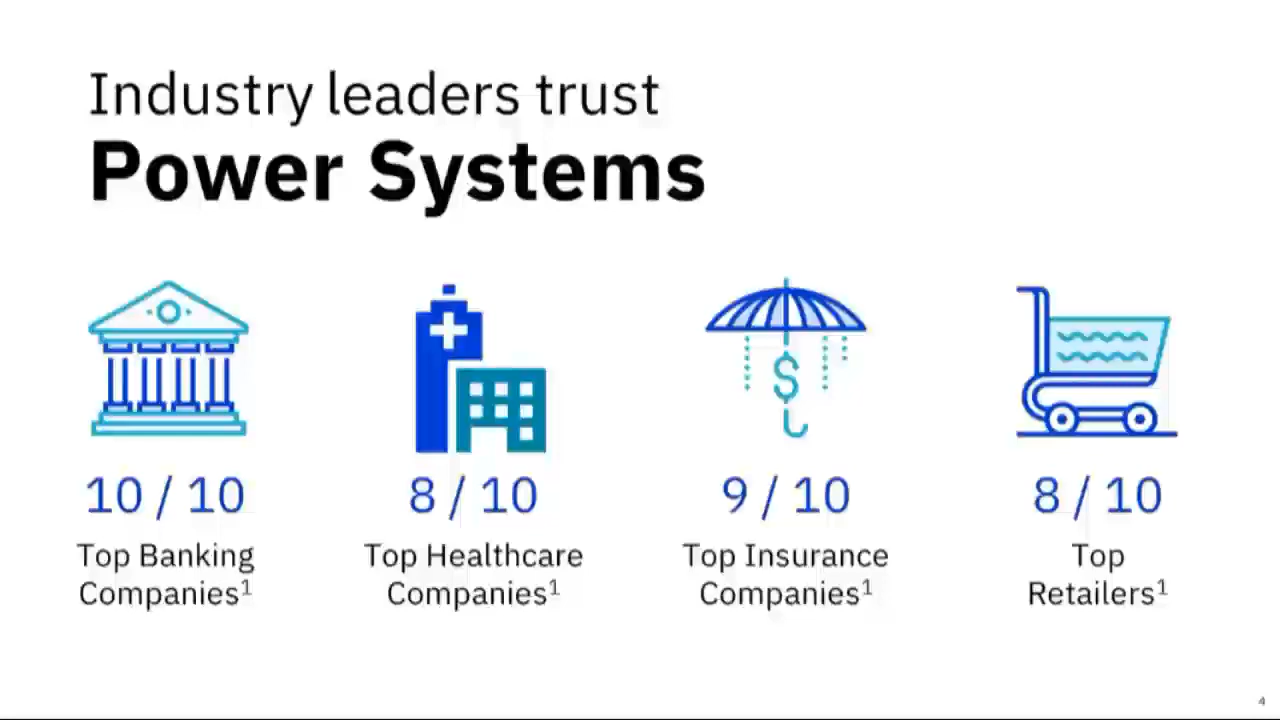 Industry leaders trust
Power Systems
$
10 / 10
8 / 10
9 / 10
8 / 10
Top Banking
Companies¹
Top Healthcare
Companies¹
Top Insurance
Companies¹
Top
Retailers¹
4